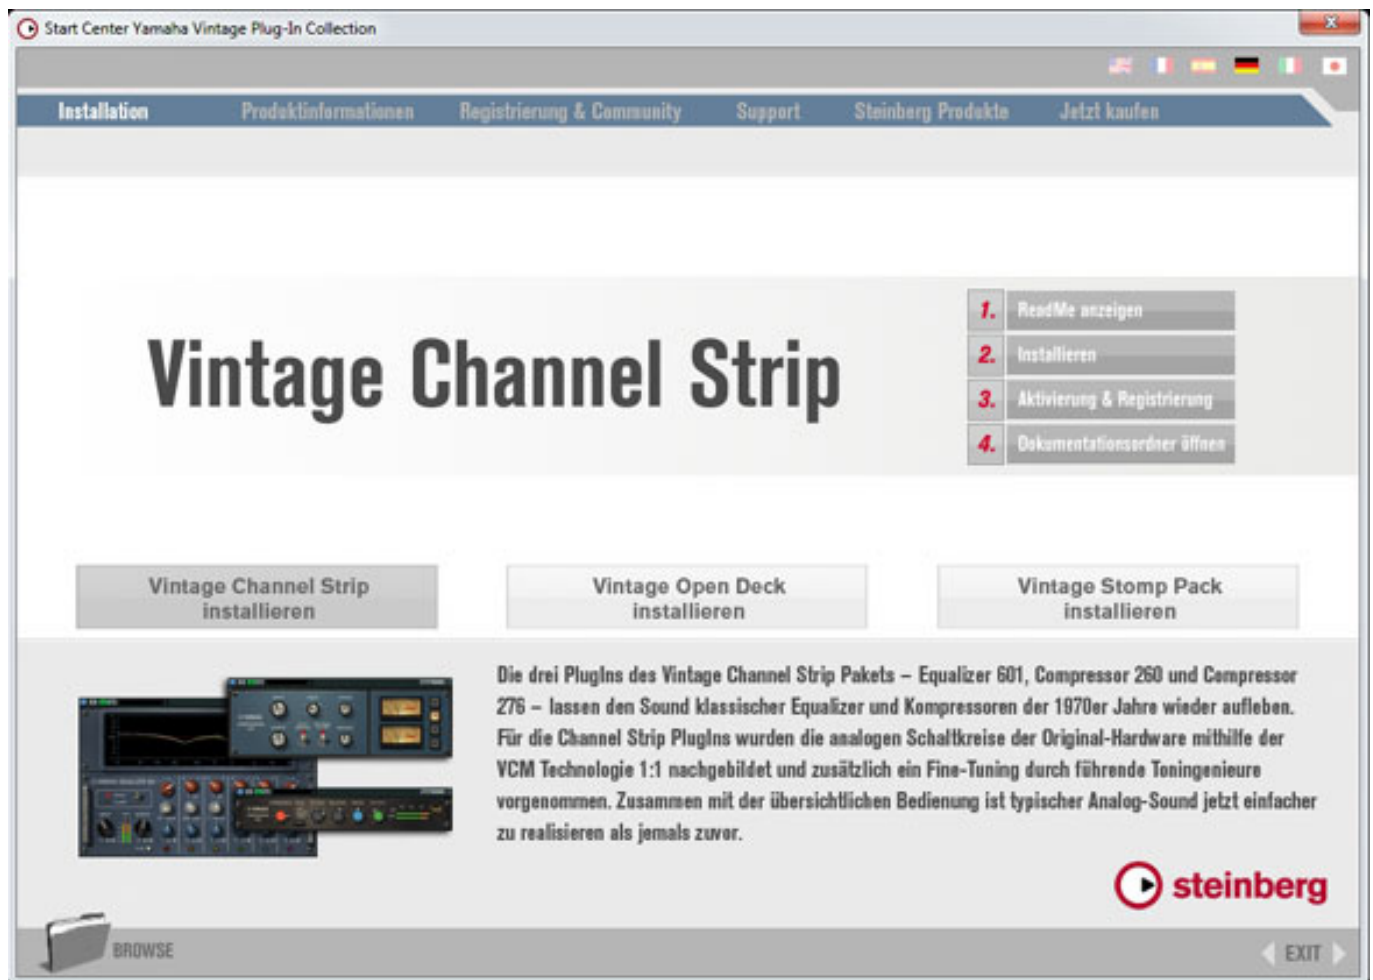 Start Center Yamaha Vintage Plug-In Collection
Installation
Produktinformationen
Registrierung & Community
Support
Steinberg Produkte
Jetzt kaufen
Vintage Channel Strip
1. ReadMe anzeigen
2. Installieren
3. Aktivierung & Registrierung
4. Dokumentationsordner öffnen
Vintage Channel Strip
installieren
Vintage Open Deck
installieren
Vintage Stomp Pack
installieren
Die drei PlugIns des Vintage Channel Strip Pakets – Equalizer 601, Compressor 260 und Compressor
276 – lassen den Sound klassischer Equalizer und Kompressoren der 1970er Jahre wieder aufleben.
Für die Channel Strip PlugIns wurden die analogen Schaltkreise der Original-Hardware mithilfe der
VCM Technologie 1:1 nachgebildet und zusätzlich ein Fine-Tuning durch führende Toningenieure
vorgenommen. Zusammen mit der übersichtlichen Bedienung ist typischer Analog-Sound jetzt einfacher
zu realisieren als jemals zuvor.
steinberg
BROWSE
EXIT